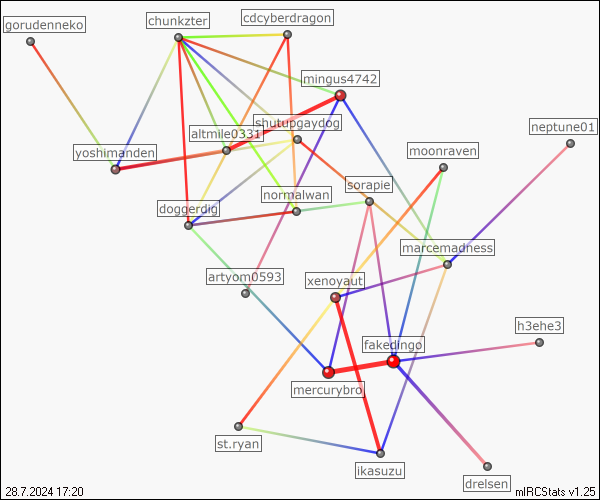 gorudenneko
chunkzter
cdcyberdragon
mingus4742
shutupgaydog
altmile0331
neptune01
yoshimanden
moonraven
sorapie
normalwan
doggerdig
marcemadness
artyom0593
xenoyaut
h3ehe3
fakedingo
mercurybro
st.ryan
ikasuzu
drelsen
28.7.2024 17:20
mIRCStats v1.25